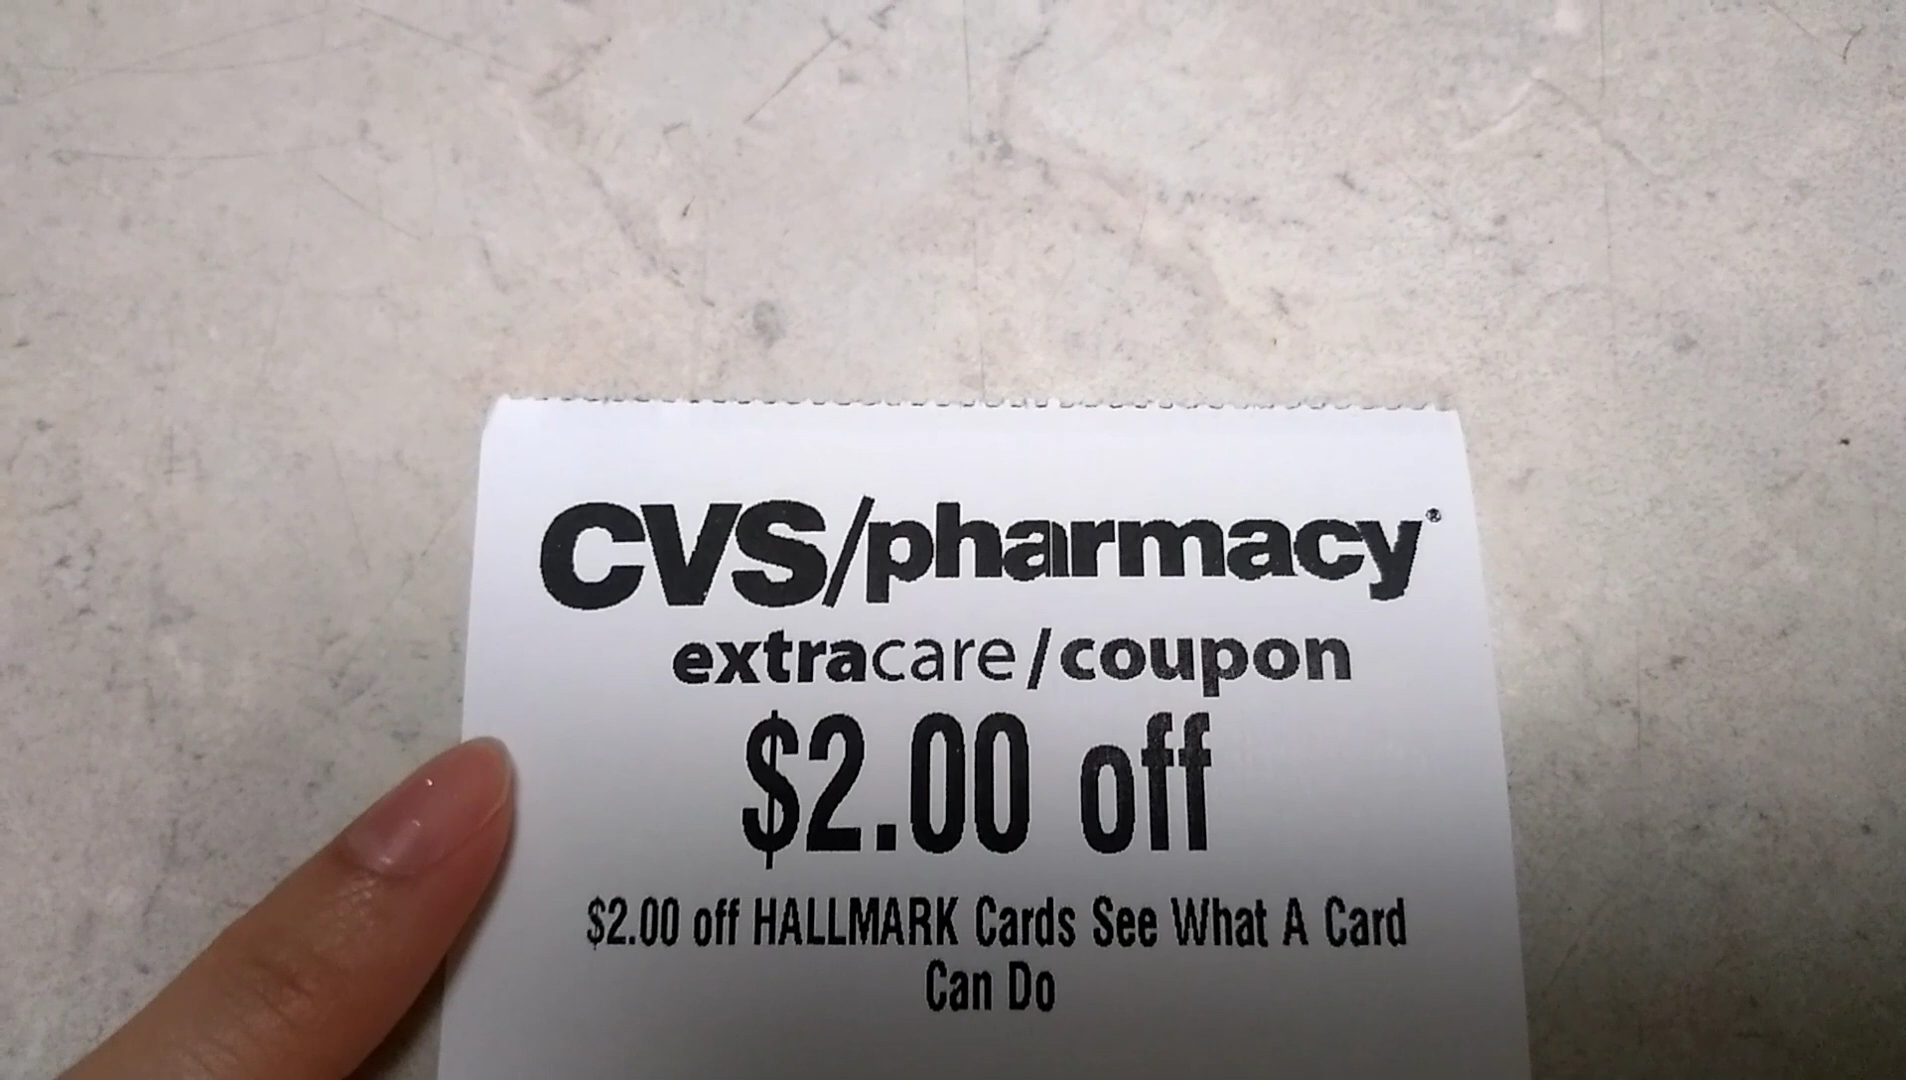 CVS/pharmacy®
extracare/coupon
$2.00 off
$2.00 off HALLMARK Cards See What A Card
Can Do